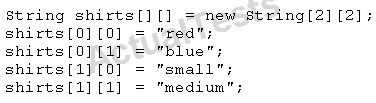 String shirts[][] = new String[2][2];
shirts[0][0] = "red";
shirts[0][1] = "blue";
shirts[1][0] = "small";
shirts[1][1] = "medium";
ActualTests